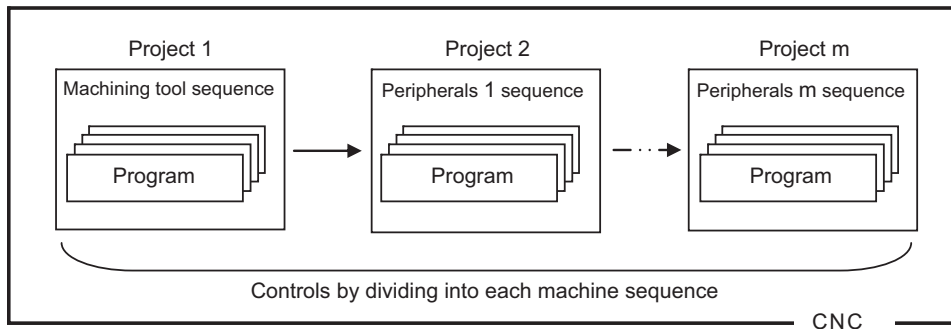 Project 1
Project 2
Project m
Machining tool sequence
Peripherals 1 sequence
Peripherals m sequence
Program
Program
Program
Controls by dividing into each machine sequence
CNC